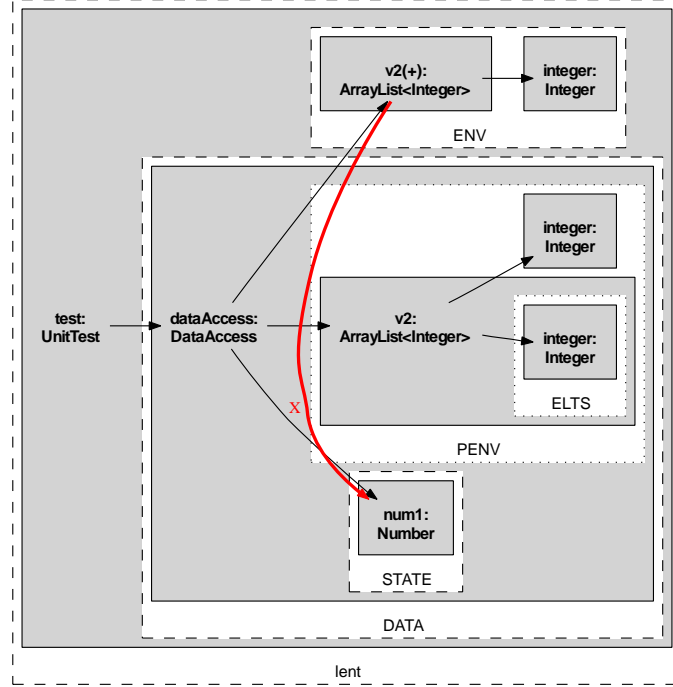 v2(+):
ArrayList<Integer>
integer:
Integer
ENV
integer:
Integer
test:
UnitTest
dataAccess:
DataAccess
v2:
ArrayList<Integer>
integer:
Integer
ELTS
X
PENV
num1:
Number
STATE
DATA
lent